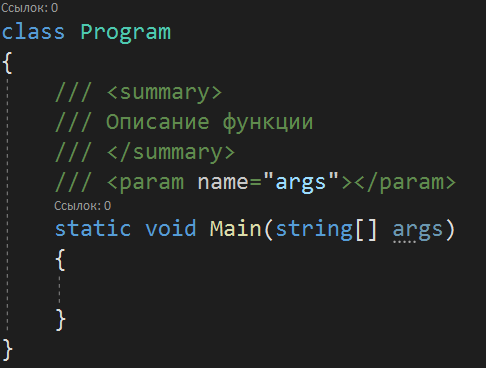 Ссылок: 0
class Program
{
/// <summary>
/// Описание функции
/// </summary>
/// <param name="args"></param>
Ссылок: 0
static void Main(string[] args)
{
}
}